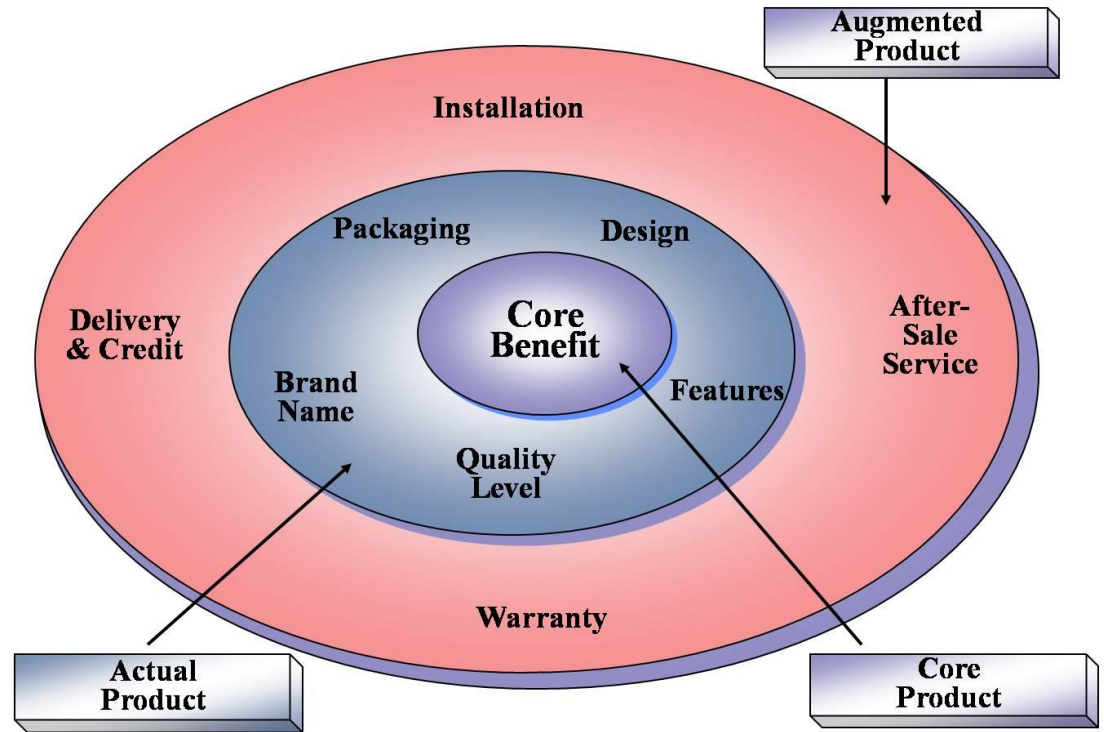 Augmented
Product
Installation
Packaging
Design
Delivery
& Credit
Core
Benefit
After-
Sale
Service
Brand
Name
Features
Quality
Level
Warranty
Actual
Product
Core
Product